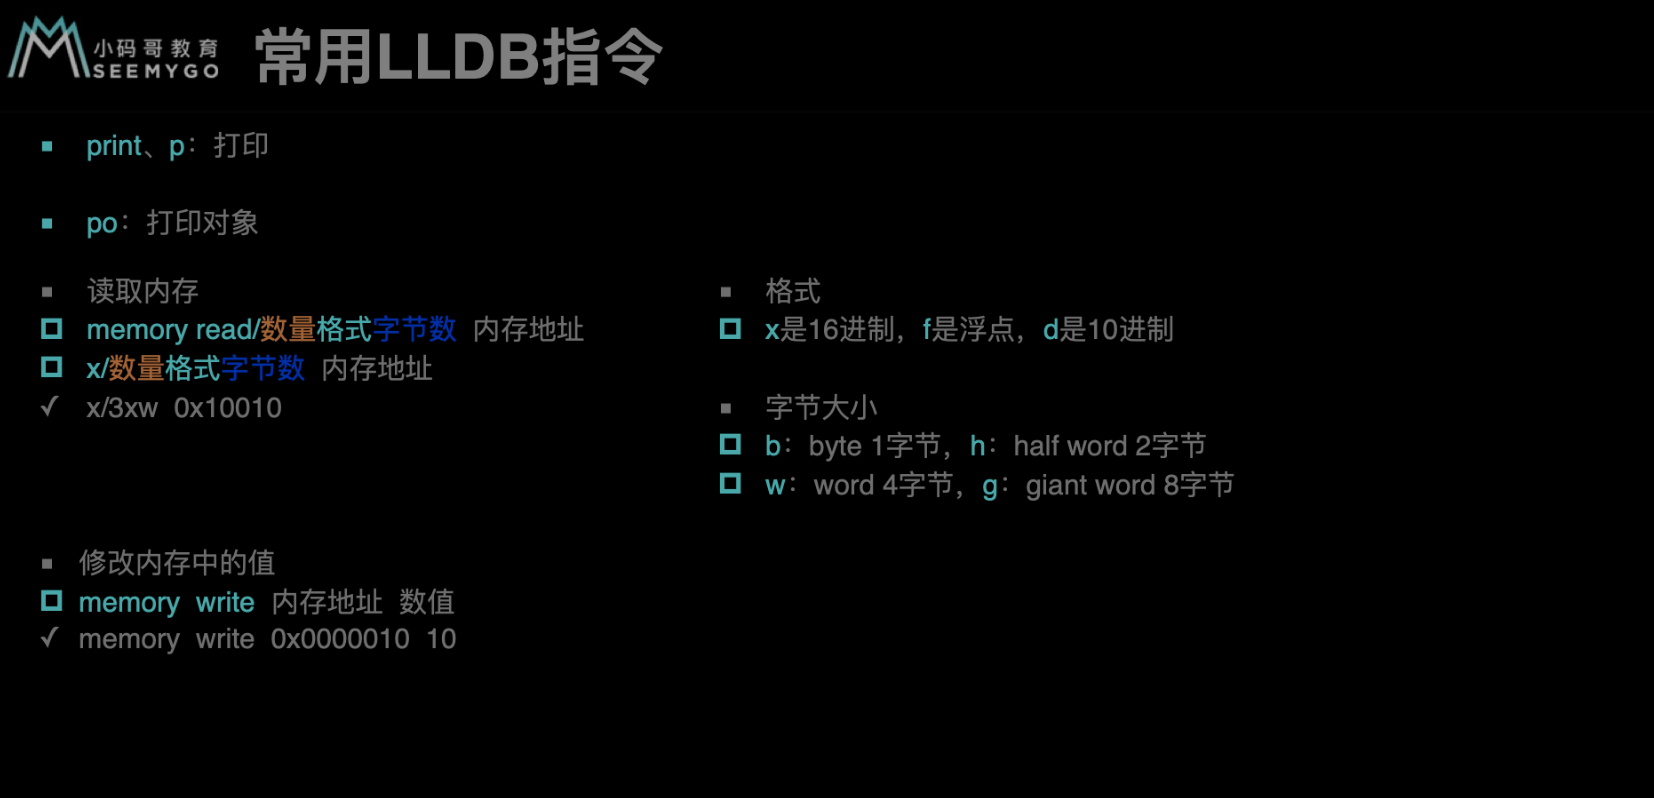 小码哥教育
SEEMYGO
常用LLDB指令
print、p：打印
po：打印对象
读取内存
memory read/数量格式字节数 内存地址
x/数量格式字节数 内存地址
x/3xw 0x10010
格式
x是16进制，f是浮点，d是10进制
字节大小
b：byte 1字节，h：half word 2字节
w：word 4字节，g：giant word 8字节
修改内存中的值
memory write 内存地址 数值
memory write 0x0000010 10